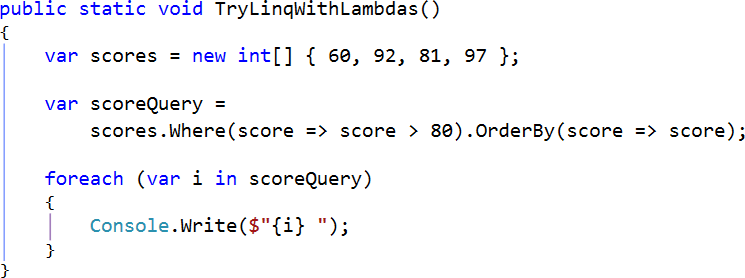 public static void TryLinqWithLambdas()
{
    var scores = new int[] { 60, 92, 81, 97 };

    var scoreQuery =
        scores.Where(score => score > 80).OrderBy(score => score);

    foreach (var i in scoreQuery)
    {
        Console.Write($"{i} ");
    }
}